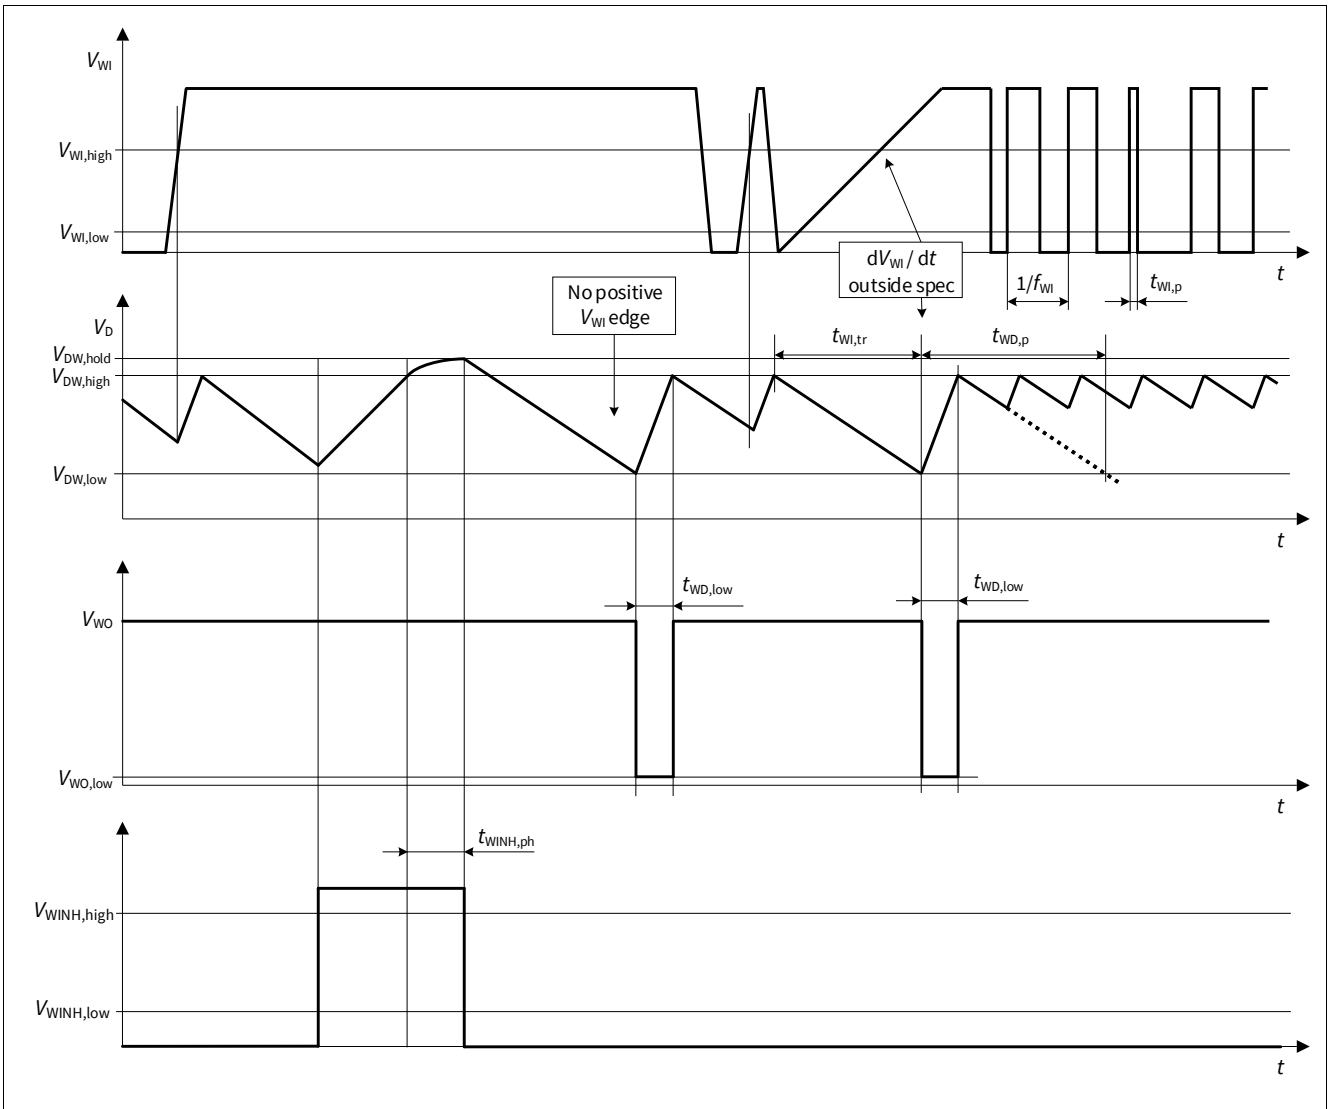 V_WI
V_WI,high
V_WI,low
dV_WI / dt
outside spec
t
1/f_WI
t_WI,p
No positive
V_WI edge
V_D
V_DW,hold
V_DW,high
t_WI,tr
t_WD,p
V_DW,low
t
t_WD,low
t_WD,low
V_WO
V_WO,low
t
t_WINH,ph
V_WINH,high
V_WINH,low
t